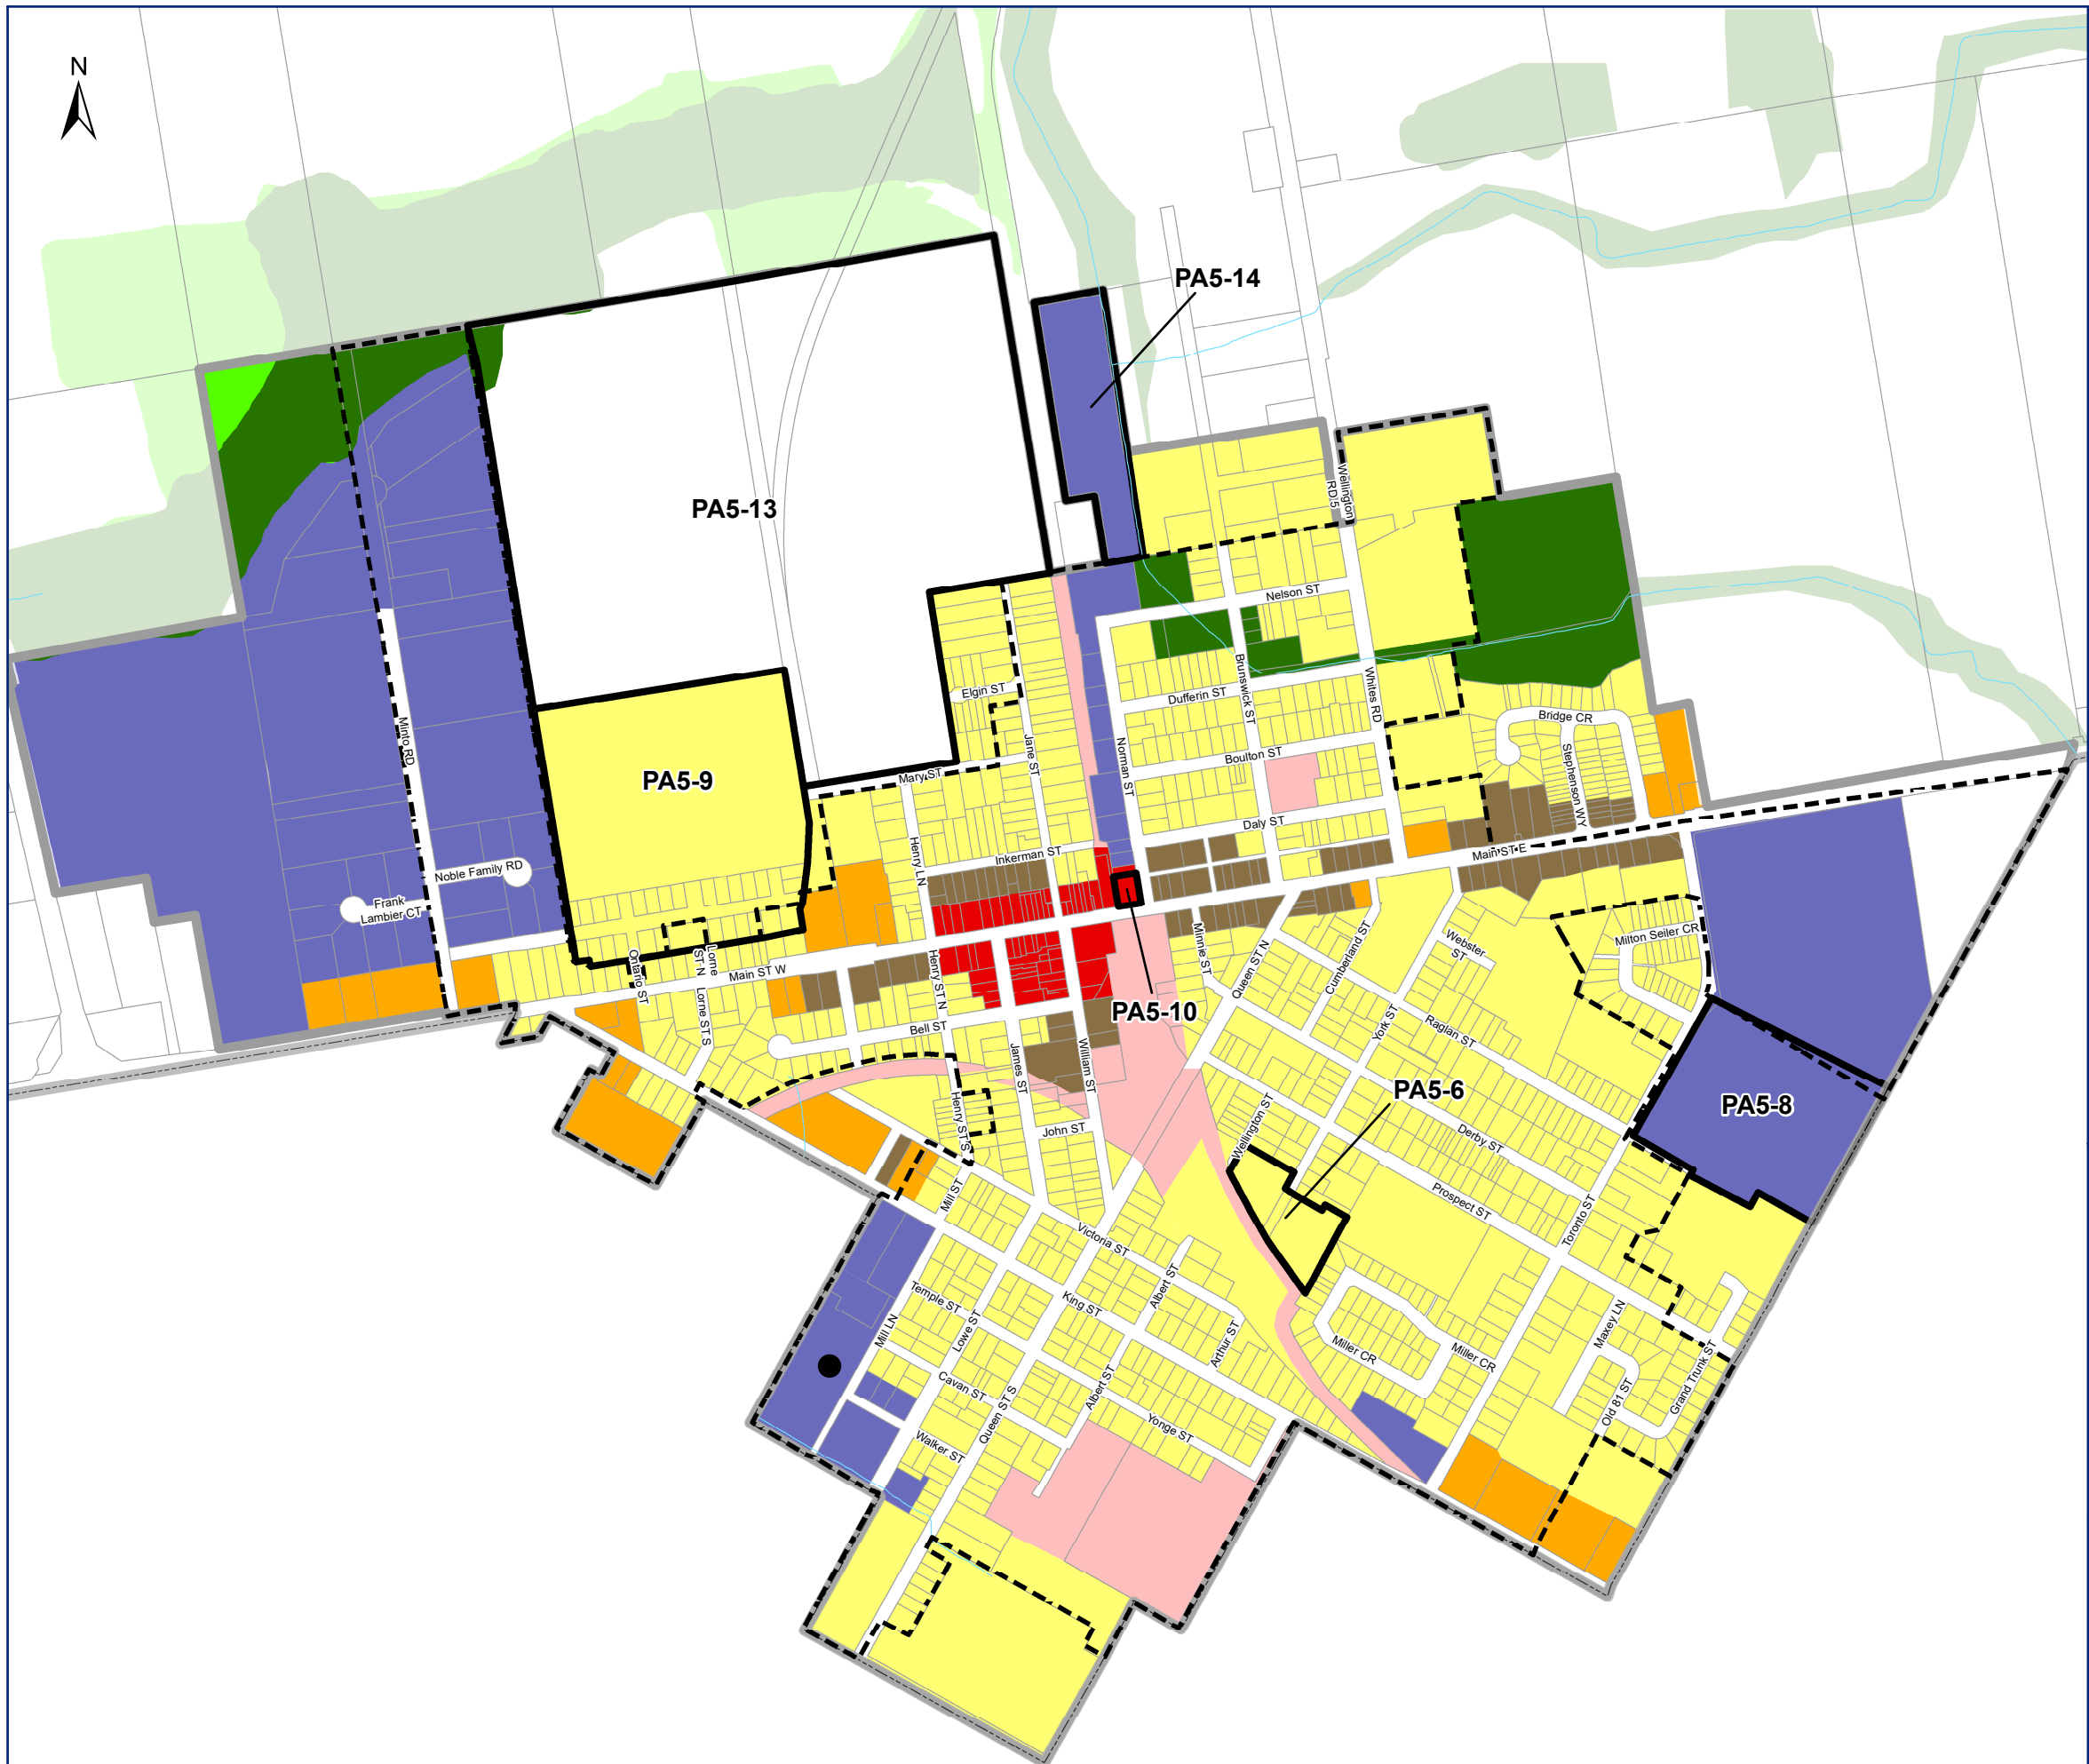 N
PA5-14
PA5-13
Wellington
RD 5
Nelson ST
Elgin ST
Dufferin ST
Brunswick ST
Whites RD
Bridge CR
Minto RD
Jane ST
Norman ST
Boulton ST
Stephenson WY
PA5-9
Mary ST
Daly ST
Henry LN
Inkerman ST
Main ST E
Noble Family RD
Frank
Lambier CT
Minnie ST
Webster
ST
Milton Seiler CR
Ontario ST
Lorne
ST N
Main ST W
Henry ST N
Queen ST N
Cumberland ST
PA5-10
Lorne ST S
Bell ST
York ST
Raglan ST
James ST
William ST
PA5-6
PA5-8
Henry ST S
John ST
Wellington ST
Derby ST
Prospect ST
Mill ST
Toronto ST
Victoria ST
Albert ST
Temple ST
King ST
Mill LN
Lowe ST
Arthur ST
Maxey LN
Miller CR
Miller CR
Cavan ST
Albert ST
Grand Trunk ST
Old 81 ST
Queen ST S
Yonge ST
Walker ST